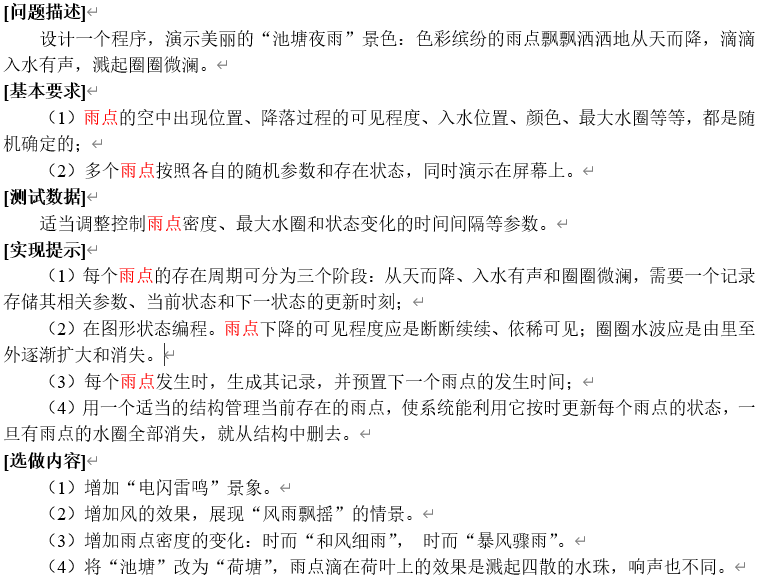 [问题描述]
设计一个程序，演示美丽的“池塘夜雨”景色：色彩缤纷的雨点飘飘洒洒地从天而降，滴滴
入水有声，溅起圈圈微澜。
[基本要求]
（1）雨点的空中出现位置、降落过程的可见程度、入水位置、颜色、最大水圈等等，都是随
机确定的；
（2）多个雨点按照各自的随机参数和存在状态，同时演示在屏幕上。
[测试数据]
适当调整控制雨点密度、最大水圈和状态变化的时间间隔等参数。
[实现提示]
（1）每个雨点的存在周期可分为三个阶段：从天而降、入水有声和圈圈微澜，需要一个记录
存储其相关参数、当前状态和下一状态的更新时刻；
（2）在图形状态编程。雨点下降的可见程度应是断断续续、依稀可见；圈圈水波应是由里至
外逐渐扩大和消失。
（3）每个雨点发生时，生成其记录，并预置下一个雨点的发生时间；
（4）用一个适当的结构管理当前存在的雨点，使系统能利用它按时更新每个雨点的状态，一
旦有雨点的水圈全部消失，就从结构中删去。
[选做内容]
（1）增加“电闪雷鸣”景象。
（2）增加风的效果，展现“风雨飘摇”的情景。
（3）增加雨点密度的变化：时而“和风细雨”， 时而“暴风骤雨”。
（4）将“池塘”改为“荷塘”，雨点滴在荷叶上的效果是溅起四散的水珠，响声也不同。